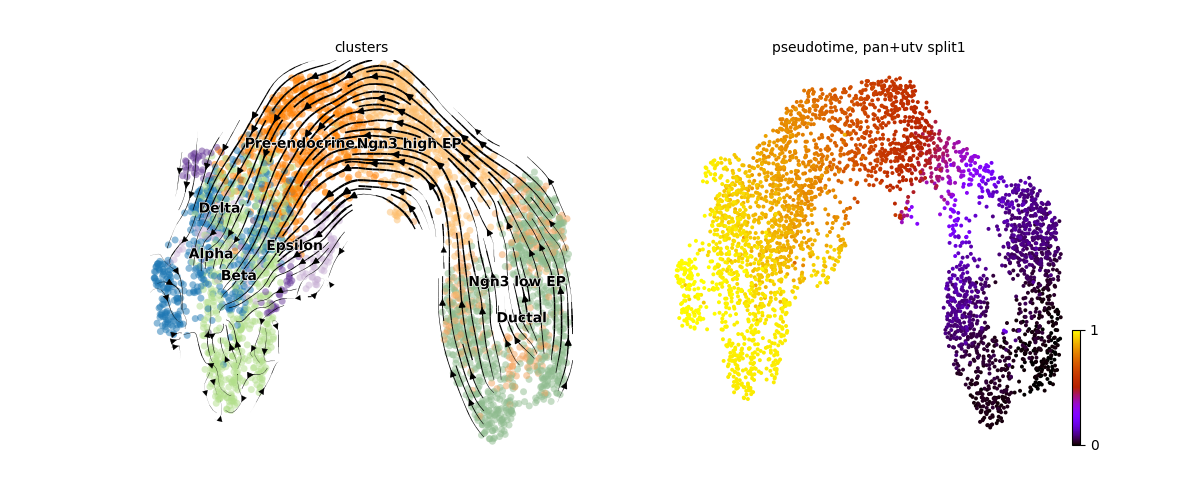 clusters
pseudotime, pan+utv split1
Pre-endocrine
Ngn3 high EP
Delta
Epsilon
Alpha
Beta
Ngn3 low EP
Ductal
1
0